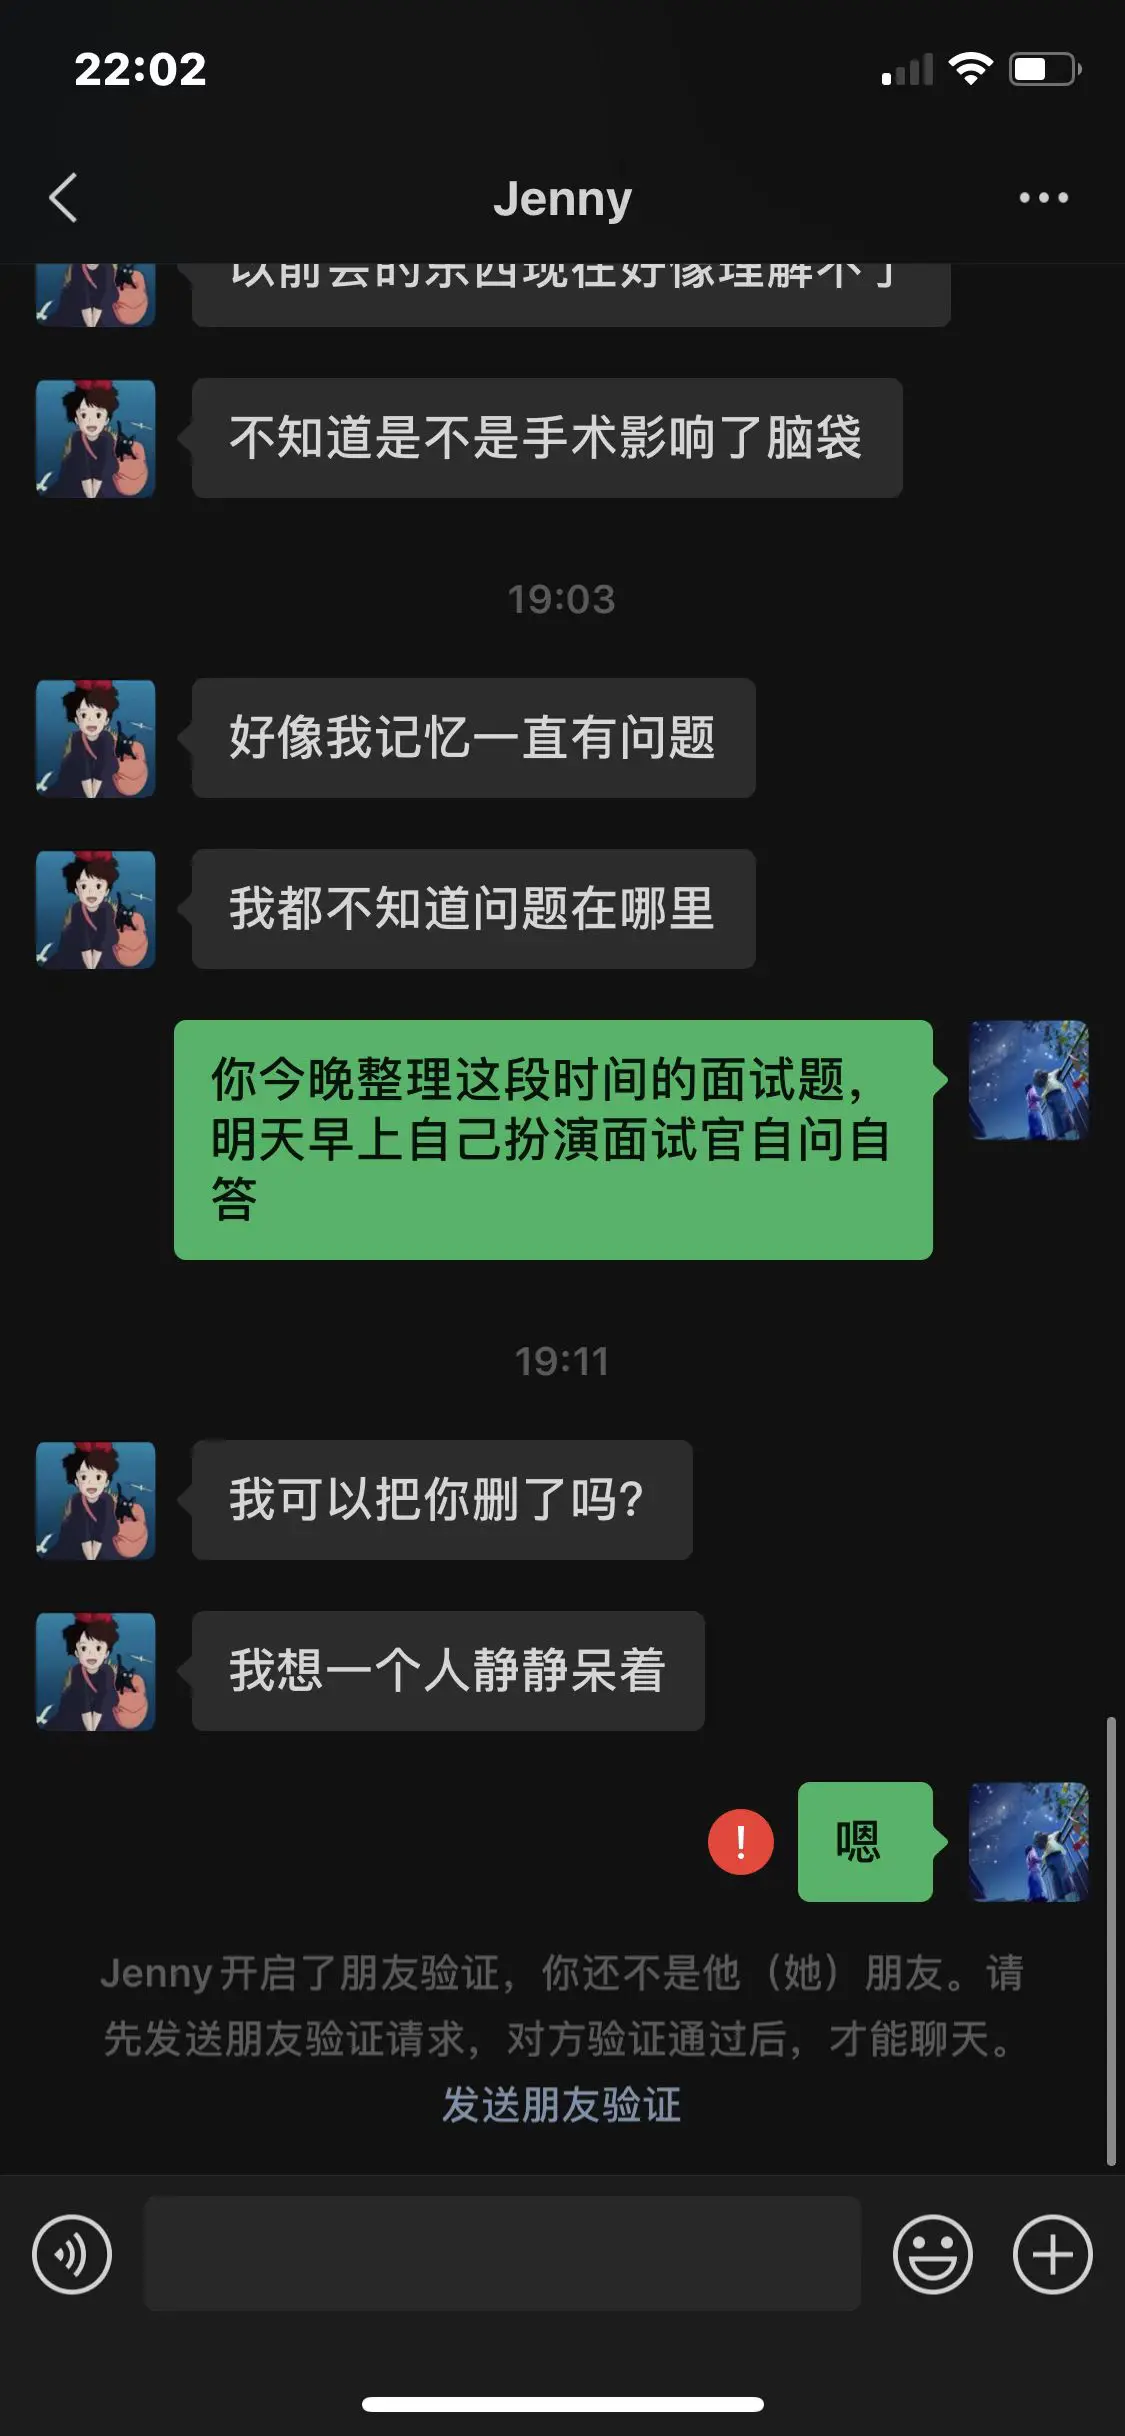 22:02
Jenny
以前会的东西现在好像理解不了
不知道是不是手术影响了脑袋
19:03
好像我记忆一直有问题
我都不知道问题在哪里
你今晚整理这段时间的面试题，
明天早上自己扮演面试官自问自
答
19:11
我可以把你删了吗?
我想一个人静静呆着
嗯
Jenny开启了朋友验证，你还不是他（她）朋友。请
先发送朋友验证请求，对方验证通过后，才能聊天。
发送朋友验证